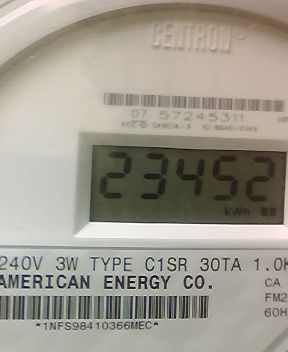 CENTRON
07 57245311
23452
kWh
240V 3W TYPE C1SR 30TA 1.0K
AMERICAN ENERGY CO.
CA
FM2
60H
*1NFS98410366MEC*